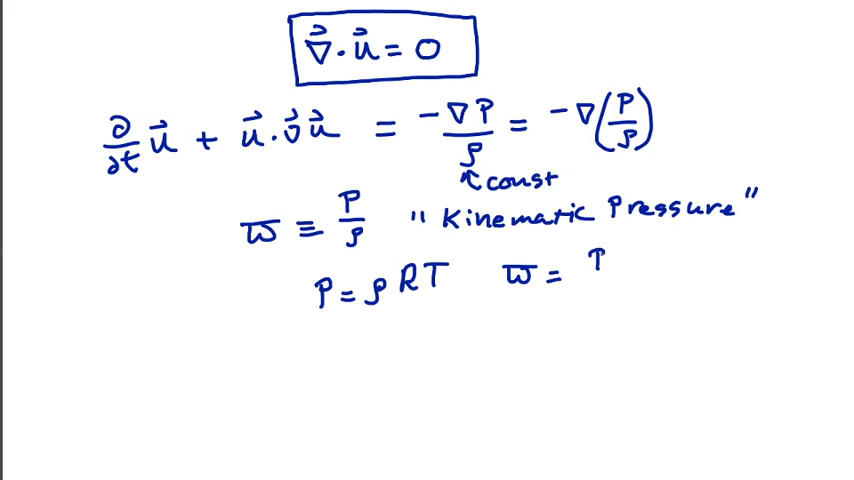 ∇⃗ · u⃗ = 0
∂/∂t u⃗ + u⃗ · ∇⃗ u⃗ = -∇P/ρ = -∇(P/ρ)
↖ const
ϖ ≡ P/ρ "Kinematic Pressure"
P = ρRT ϖ = P